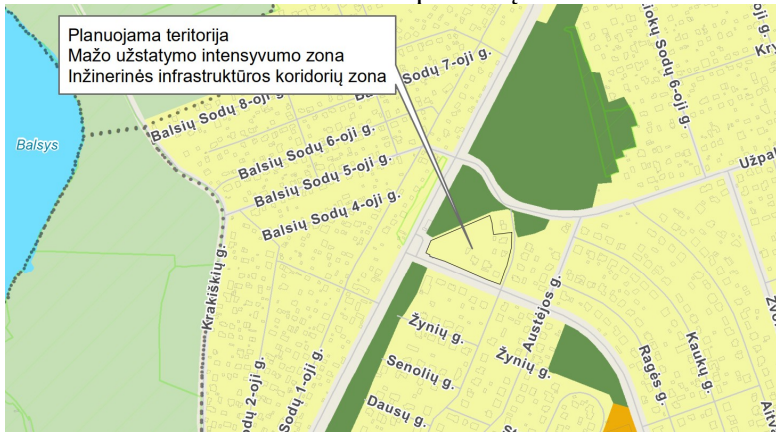 Planuojama teritorija
Mažo užstatymo intensyvumo zona
Inžinerinės infrastruktūros koridorių zona
Balsys
Balsių Sodų 8-oji g.
Sodų 7-oji g.
Balsių Sodų 6-oji g.
Balsių Sodų 5-oji g.
Balsių Sodų 4-oji g.
Krakiškių g.
Sodų 2-oji g.
Sodų 1-oji g.
Sodų 6-oji g.
Austėjos g.
Žynių g.
Žynių g.
Senolių g.
Dausų g.
Ragės g.
Kaukų g.